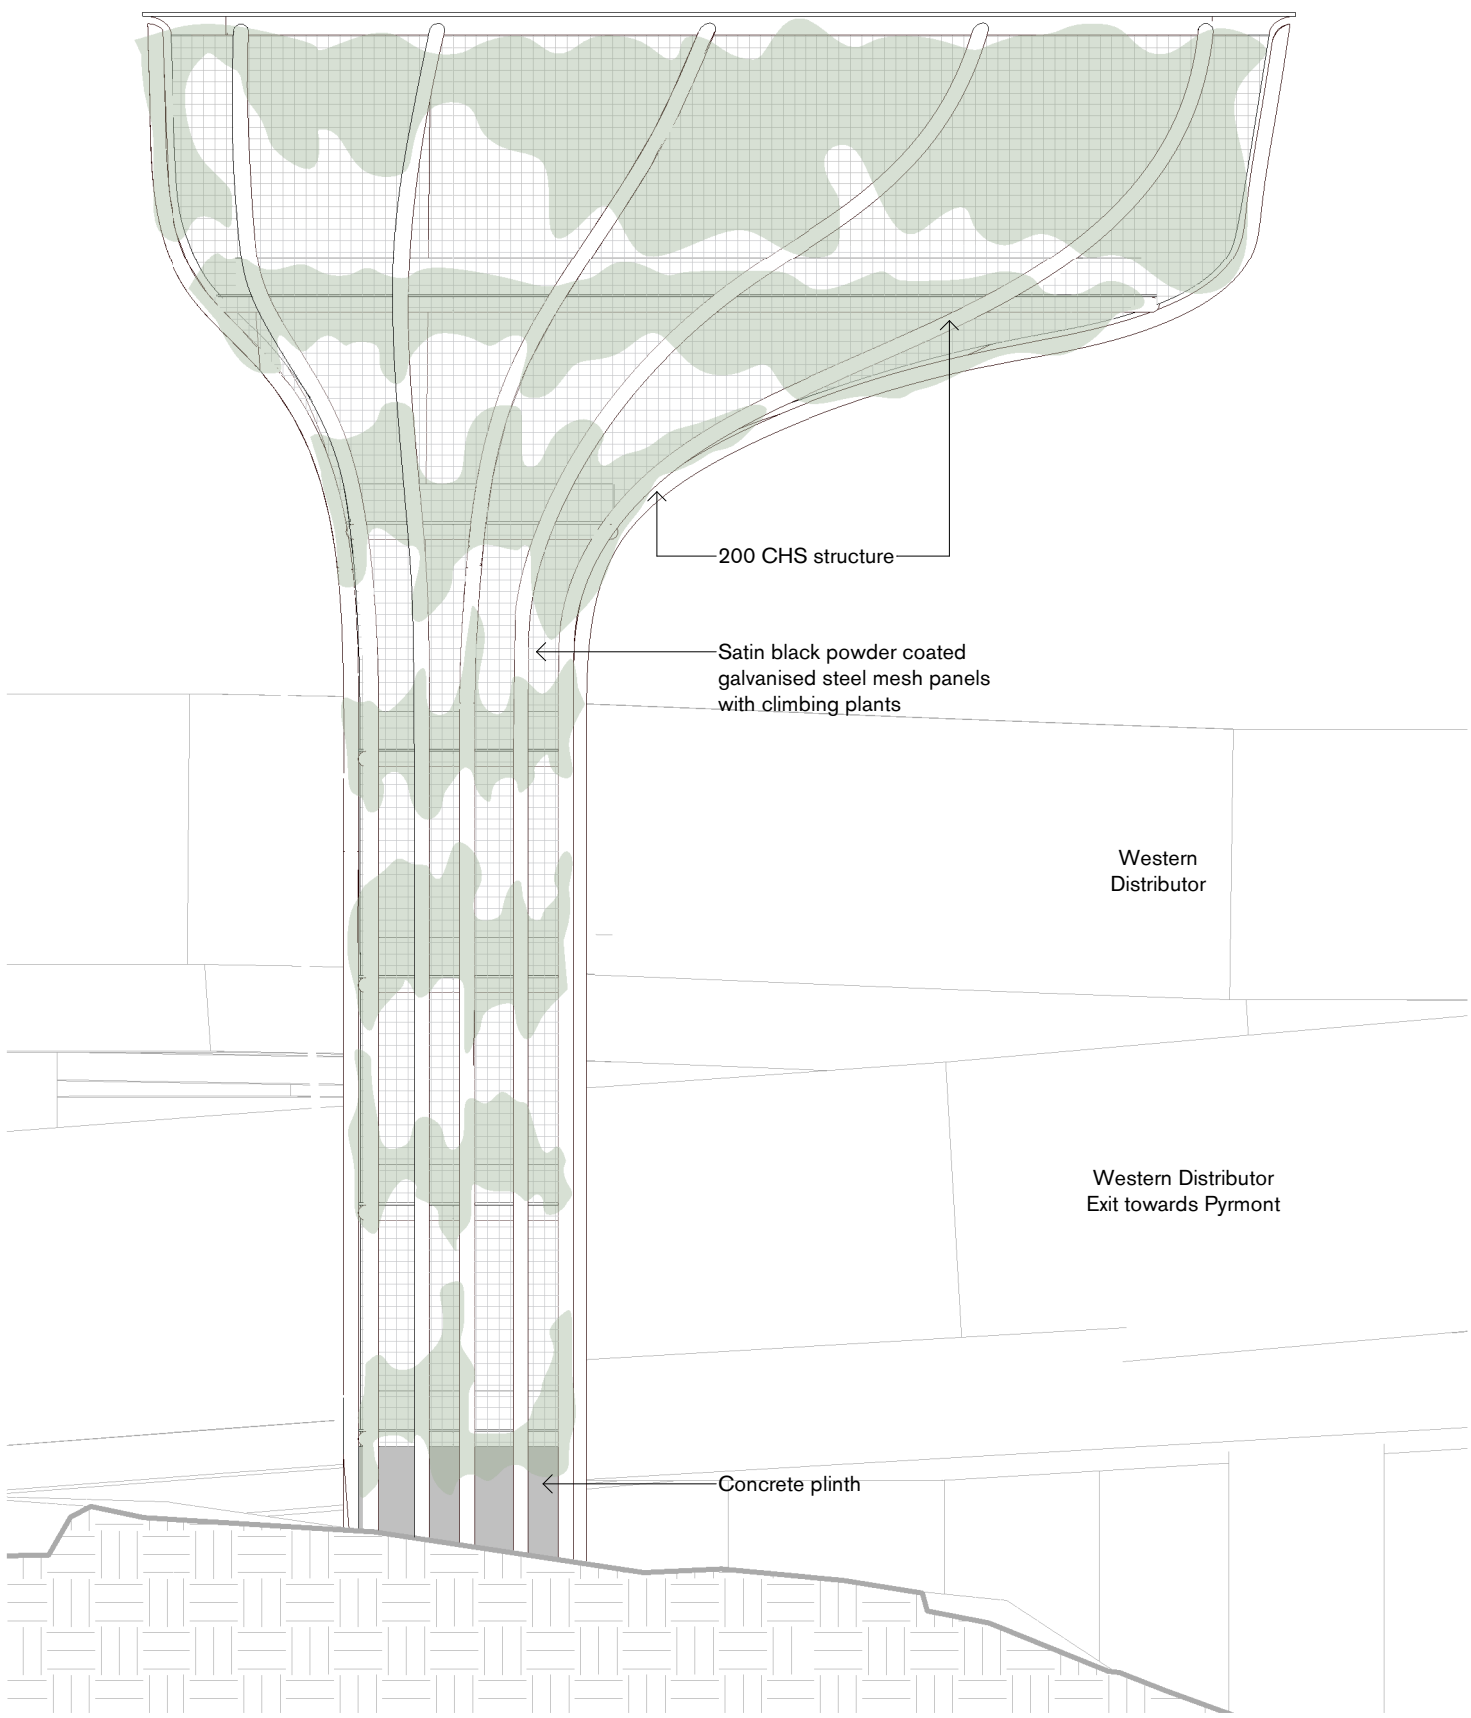 200 CHS structure
Satin black powder coated
galvanised steel mesh panels
with climbing plants
Western
Distributor
Western Distributor
Exit towards Pyrmont
Concrete plinth